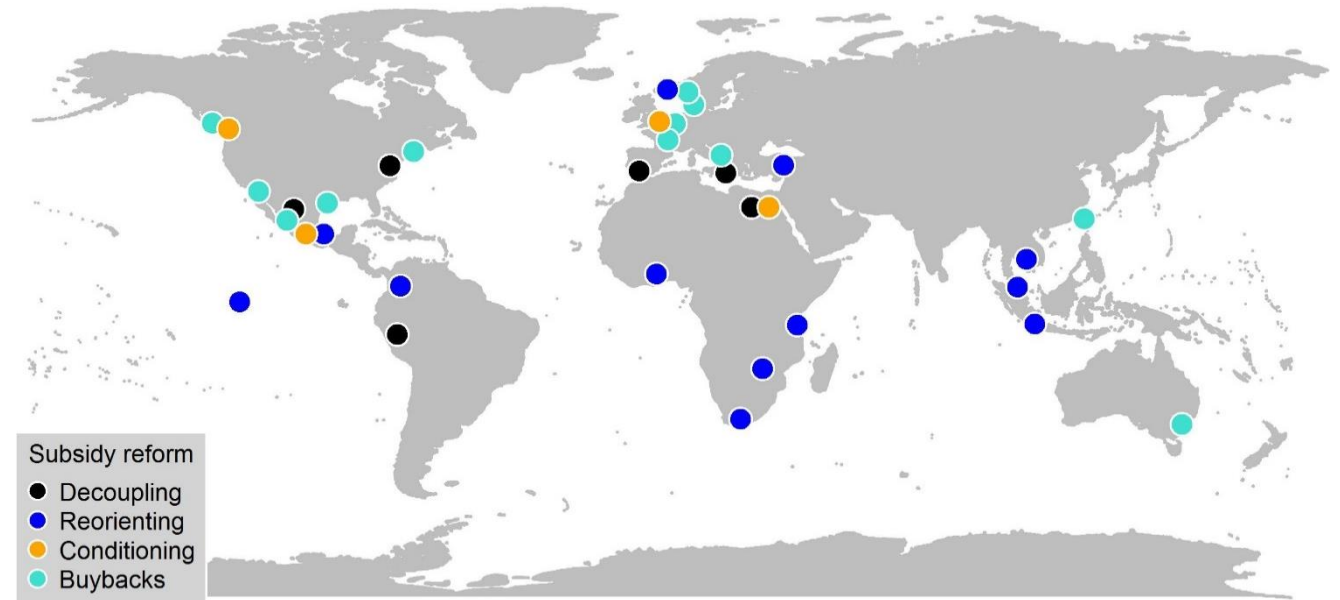 Subsidy reform
Decoupling
Reorienting
Conditioning
Buybacks